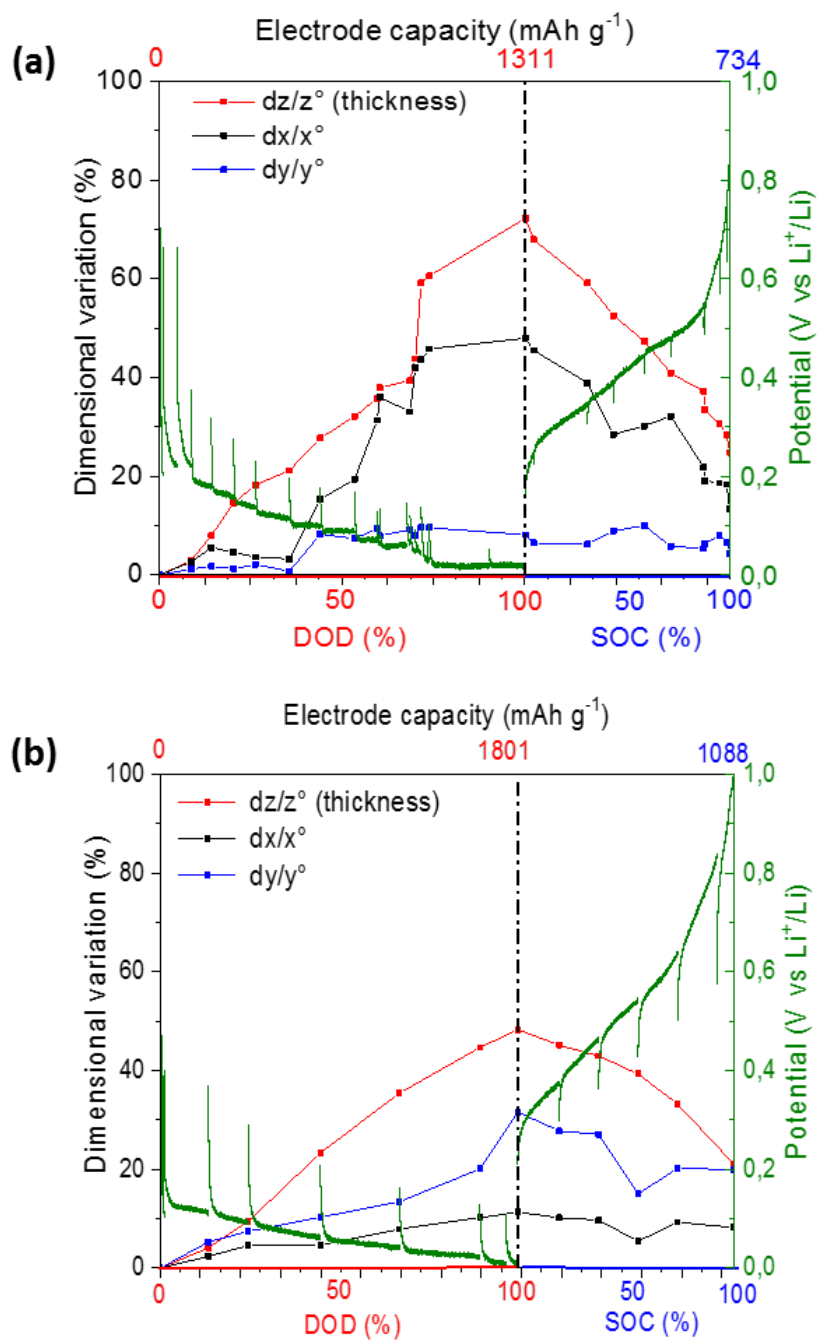 Electrode capacity (mAh g⁻¹)
(a)
0 1311 734
100 1,0
dz/z° (thickness)
dx/x°
dy/y°
80 0,8
60 0,6
40 0,4
20 0,2
0 0,0
Dimensional variation (%)
Potential (V vs Li⁺/Li)
0 50 100 50 100
DOD (%) SOC (%)
Electrode capacity (mAh g⁻¹)
(b)
0 1801 1088
100 1,0
dz/z° (thickness)
dx/x°
dy/y°
80 0,8
60 0,6
40 0,4
20 0,2
0 0,0
Dimensional variation (%)
Potential (V vs Li⁺/Li)
0 50 100 50 100
DOD (%) SOC (%)